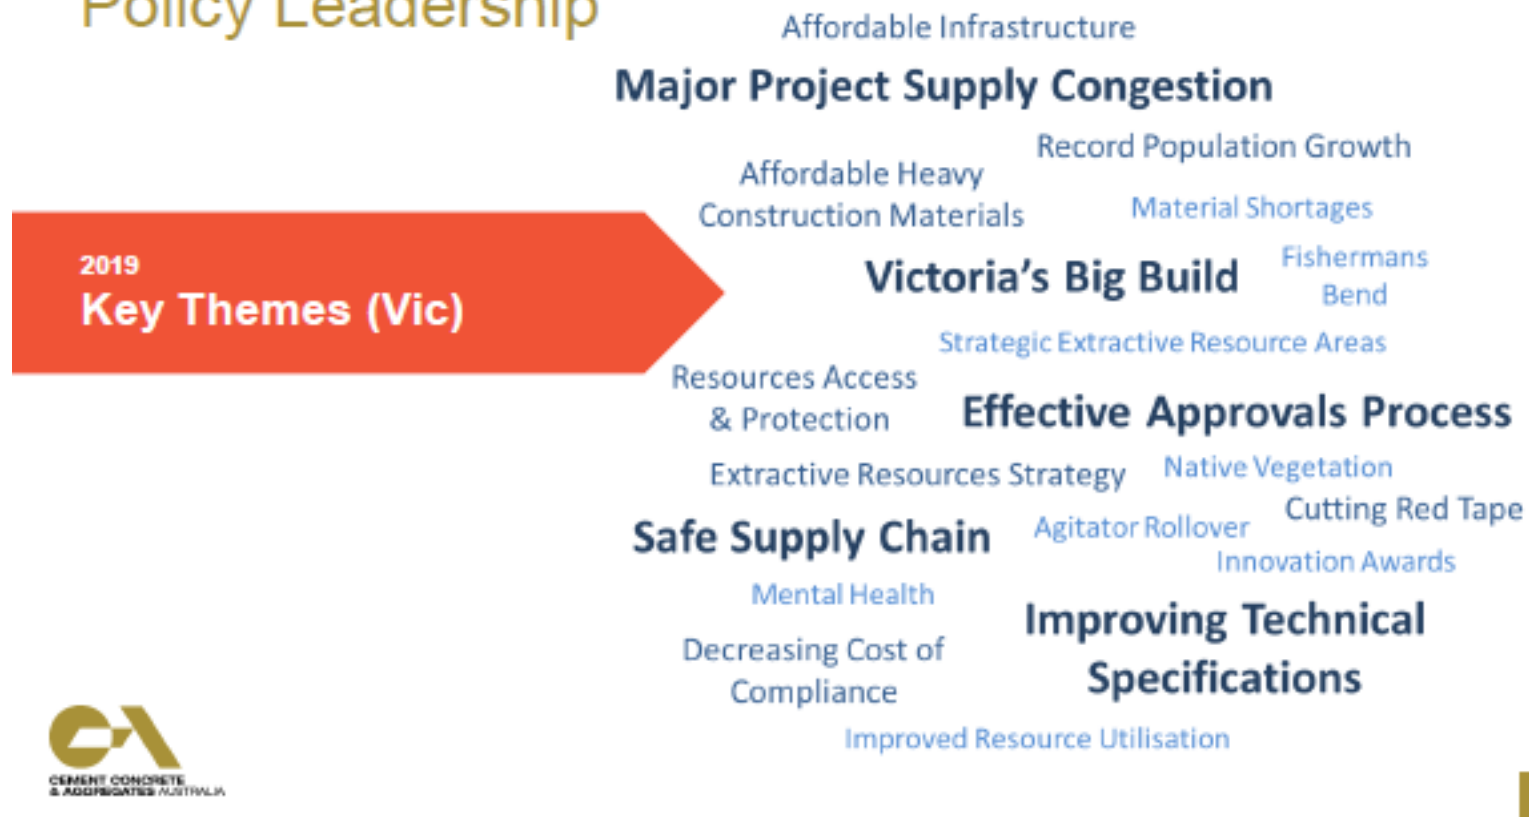 Policy Leadership
Affordable Infrastructure
Major Project Supply Congestion
Record Population Growth
Affordable Heavy
Construction Materials
Material Shortages
2019
Key Themes (Vic)
Victoria’s Big Build
Fishermans
Bend
Strategic Extractive Resource Areas
Resources Access
& Protection
Effective Approvals Process
Extractive Resources Strategy
Native Vegetation
Cutting Red Tape
Safe Supply Chain
Agitator Rollover
Innovation Awards
Mental Health
Improving Technical
Specifications
Decreasing Cost of
Compliance
Improved Resource Utilisation
CEMENT CONCRETE
& AGGREGATES AUSTRALIA